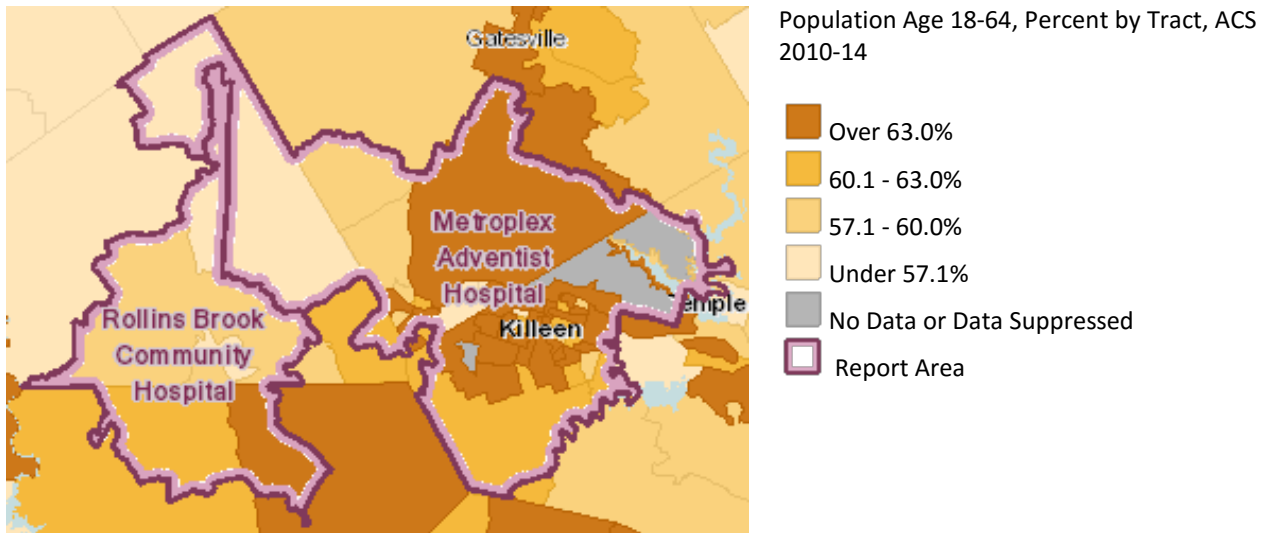 Population Age 18-64, Percent by Tract, ACS
2010-14
Gatesville
Over 63.0%
60.1 - 63.0%
57.1 - 60.0%
Under 57.1%
No Data or Data Suppressed
Report Area
Metroplex
Adventist
Hospital
emple
Killeen
Rollins Brook
Community
Hospital